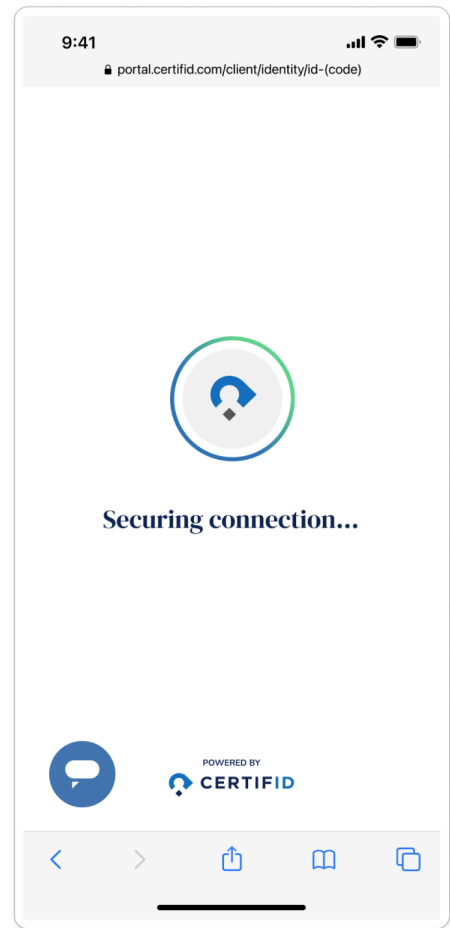 9:41
portal.certifid.com/client/identity/id-(code)
Securing connection...
POWERED BY
CERTIFID